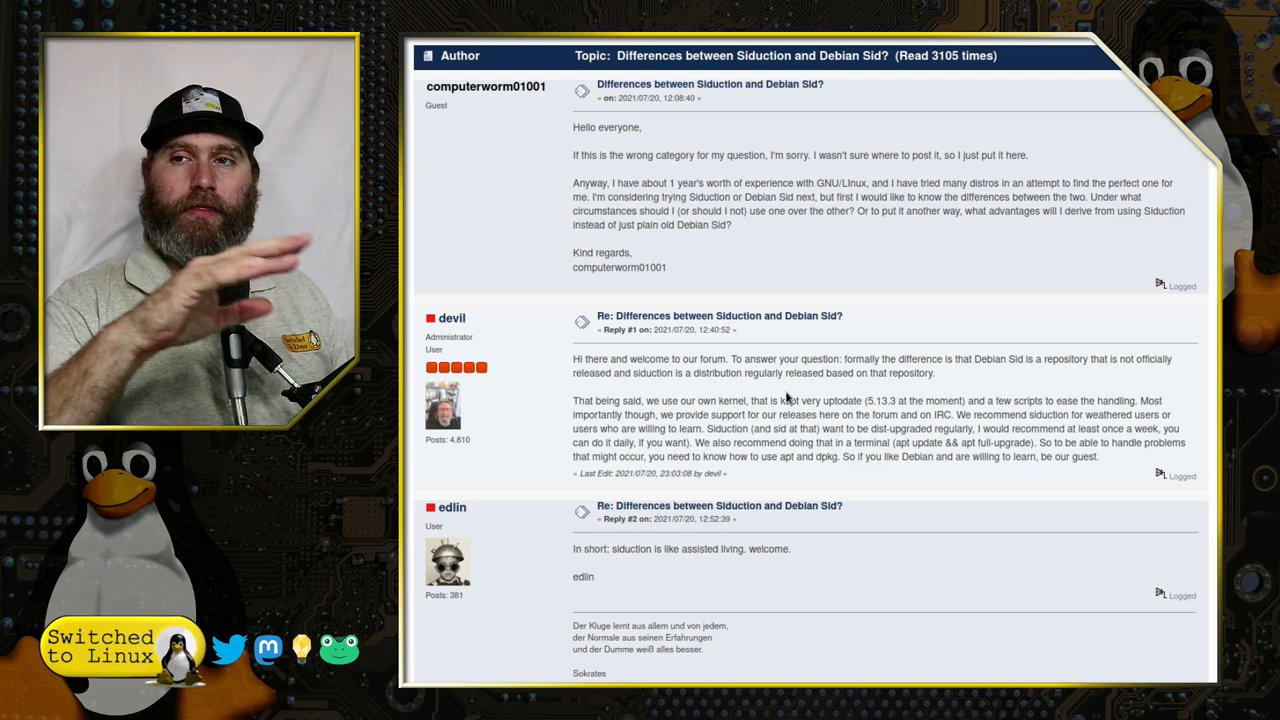 Author
Topic: Differences between Siduction and Debian Sid? (Read 3105 times)
computerworm01001
Guest
Differences between Siduction and Debian Sid?
« on: 2021/07/20, 12:08:40 »
Hello everyone,
If this is the wrong category for my question, I'm sorry. I wasn't sure where to post it, so I just put it here.
Anyway, I have about 1 year's worth of experience with GNU/LInux, and I have tried many distros in an attempt to find the perfect one for
me. I'm considering trying Siduction or Debian Sid next, but first I would like to know the differences between the two. Under what
circumstances should I (or should I not) use one over the other? Or to put it another way, what advantages will I derive from using Siduction
instead of just plain old Debian Sid?
Kind regards,
computerworm01001
Logged
devil
Administrator
User
Posts: 4.810
Re: Differences between Siduction and Debian Sid?
« Reply #1 on: 2021/07/20, 12:40:52 »
Hi there and welcome to our forum. To answer your question: formally the difference is that Debian Sid is a repository that is not officially
released and siduction is a distribution regularly released based on that repository.
That being said, we use our own kernel, that is kept very uptodate (5.13.3 at the moment) and a few scripts to ease the handling. Most
importantly though, we provide support for our releases here on the forum and on IRC. We recommend siduction for weathered users or
users who are willing to learn. Siduction (and sid at that) want to be dist-upgraded regularly, I would recommend at least once a week, you
can do it daily, if you want). We also recommend doing that in a terminal (apt update && apt full-upgrade). So to be able to handle problems
that might occur, you need to know how to use apt and dpkg. So if you like Debian and are willing to learn, be our guest.
« Last Edit: 2021/07/20, 23:03:08 by devil »
Logged
edlin
User
Posts: 381
Re: Differences between Siduction and Debian Sid?
« Reply #2 on: 2021/07/20, 12:52:39 »
In short: siduction is like assisted living. welcome.
edlin
Logged
Der Kluge lernt aus allem und von jedem,
der Normale aus seinen Erfahrungen
und der Dumme weiß alles besser.
Sokrates
Switched
to Linux
Switched
to Linux